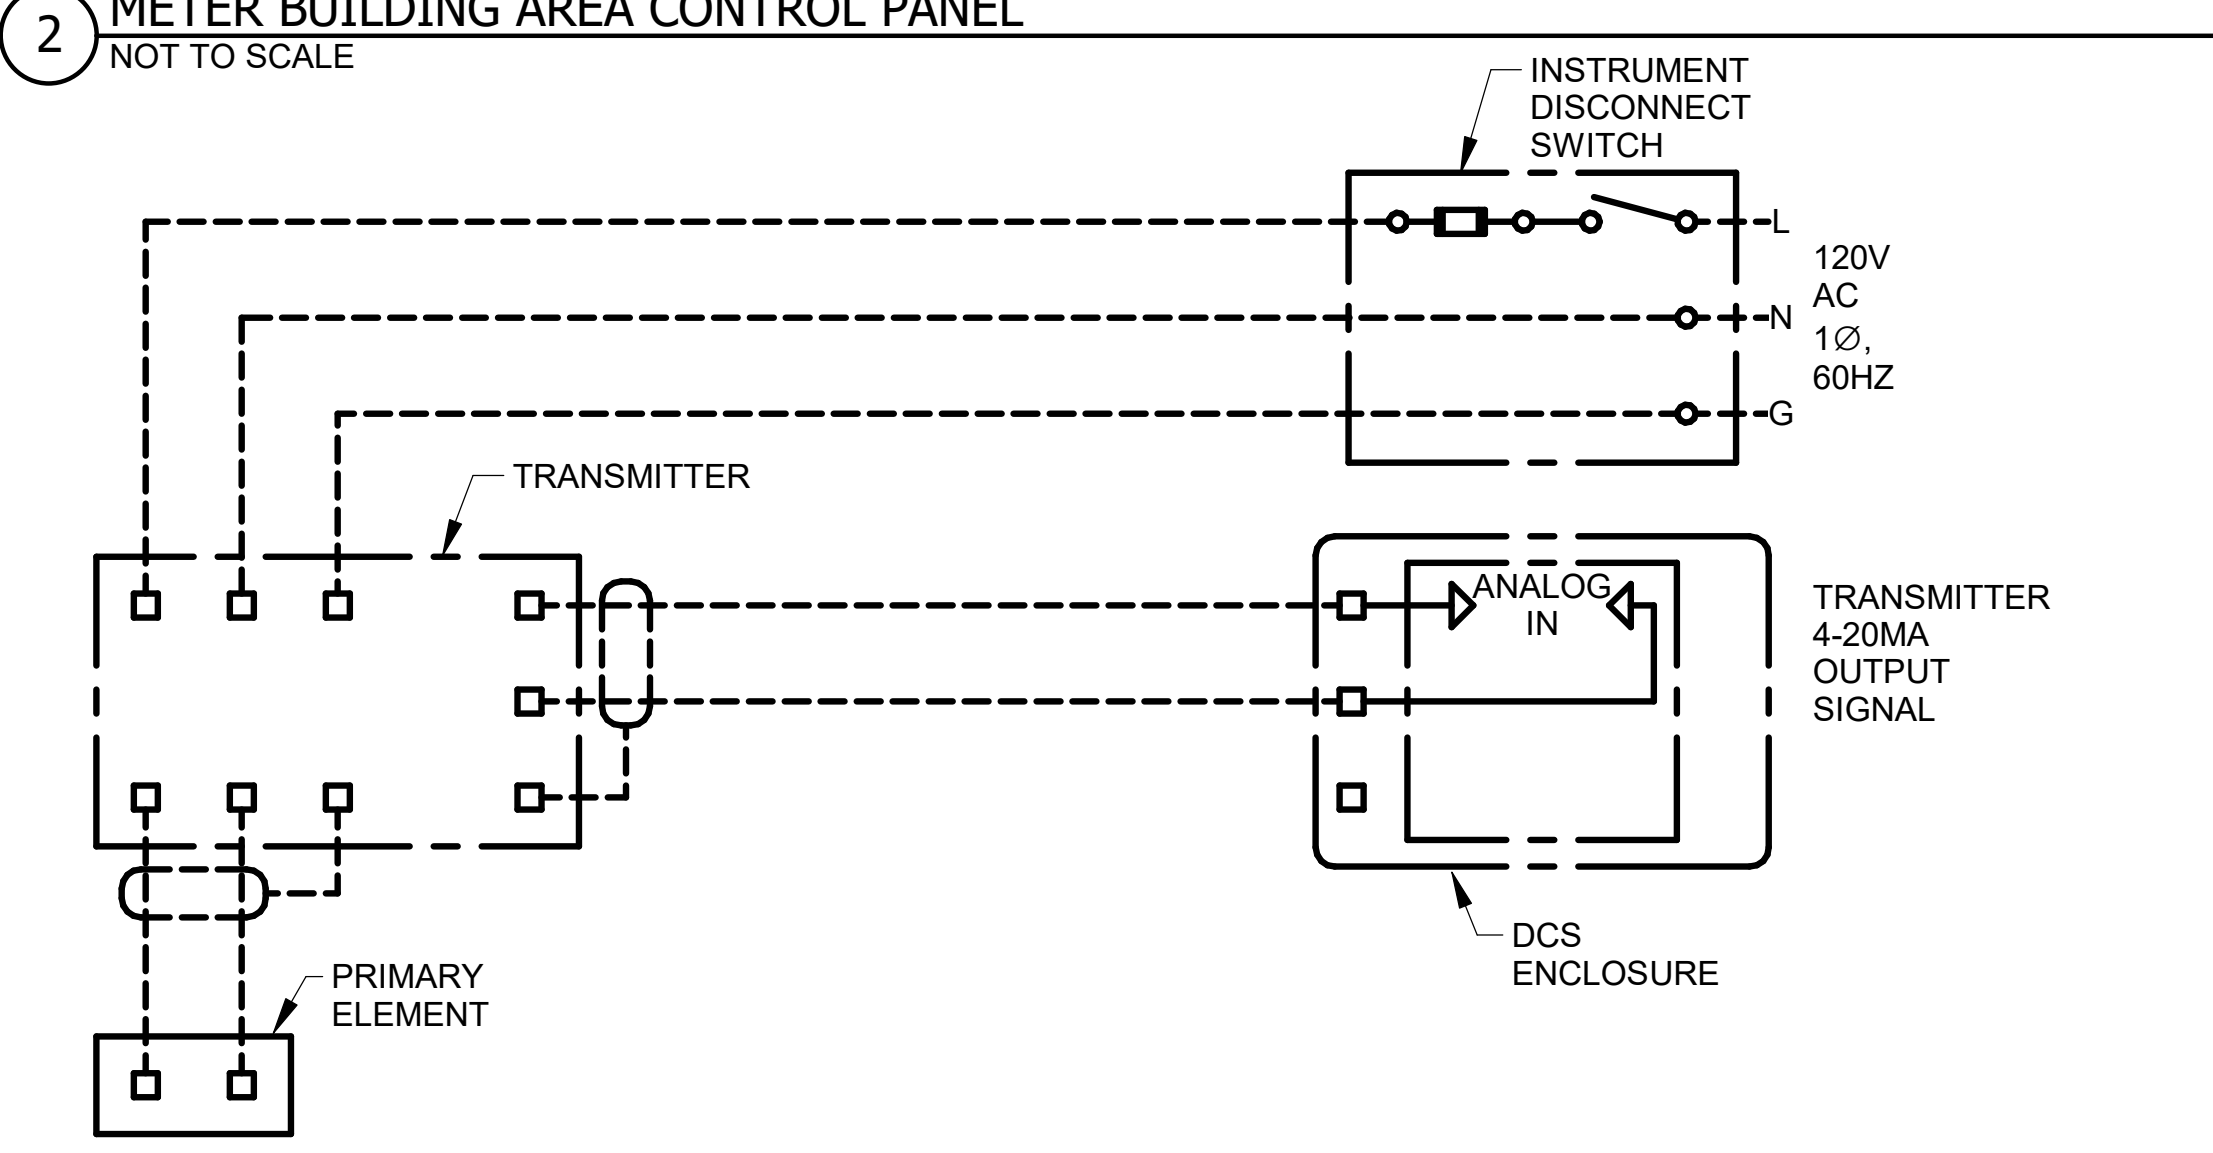 METER BUILDING AREA CONTROL PANEL
2
NOT TO SCALE
INSTRUMENT
DISCONNECT
SWITCH
L
120V
AC
N
1Ø,
60HZ
G
TRANSMITTER
ANALOG
IN
TRANSMITTER
4-20MA
OUTPUT
SIGNAL
DCS
ENCLOSURE
PRIMARY
ELEMENT